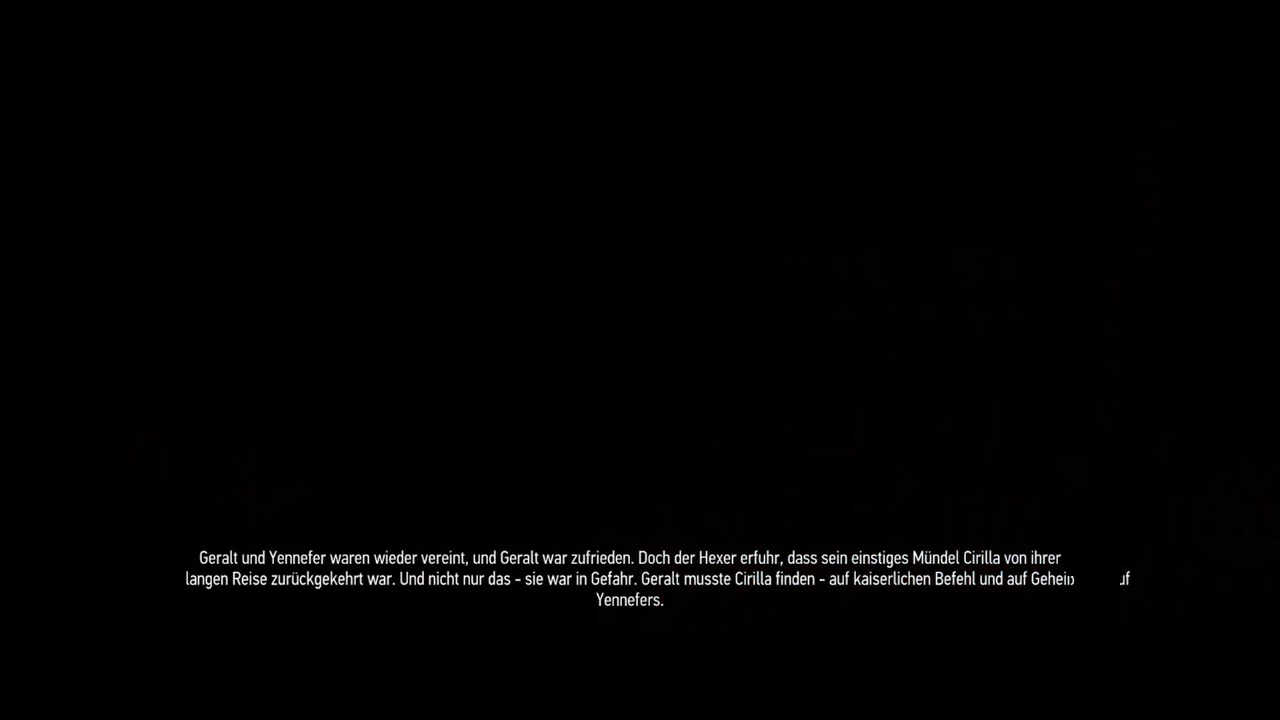 Geralt und Yennefer waren wieder vereint, und Geralt war zufrieden. Doch der Hexer erfuhr, dass sein einstiges Mündel Cirilla von ihrer
langen Reise zurückgekehrt war. Und nicht nur das - sie war in Gefahr. Geralt musste Cirilla finden - auf kaiserlichen Befehl und auf
Yennefers.